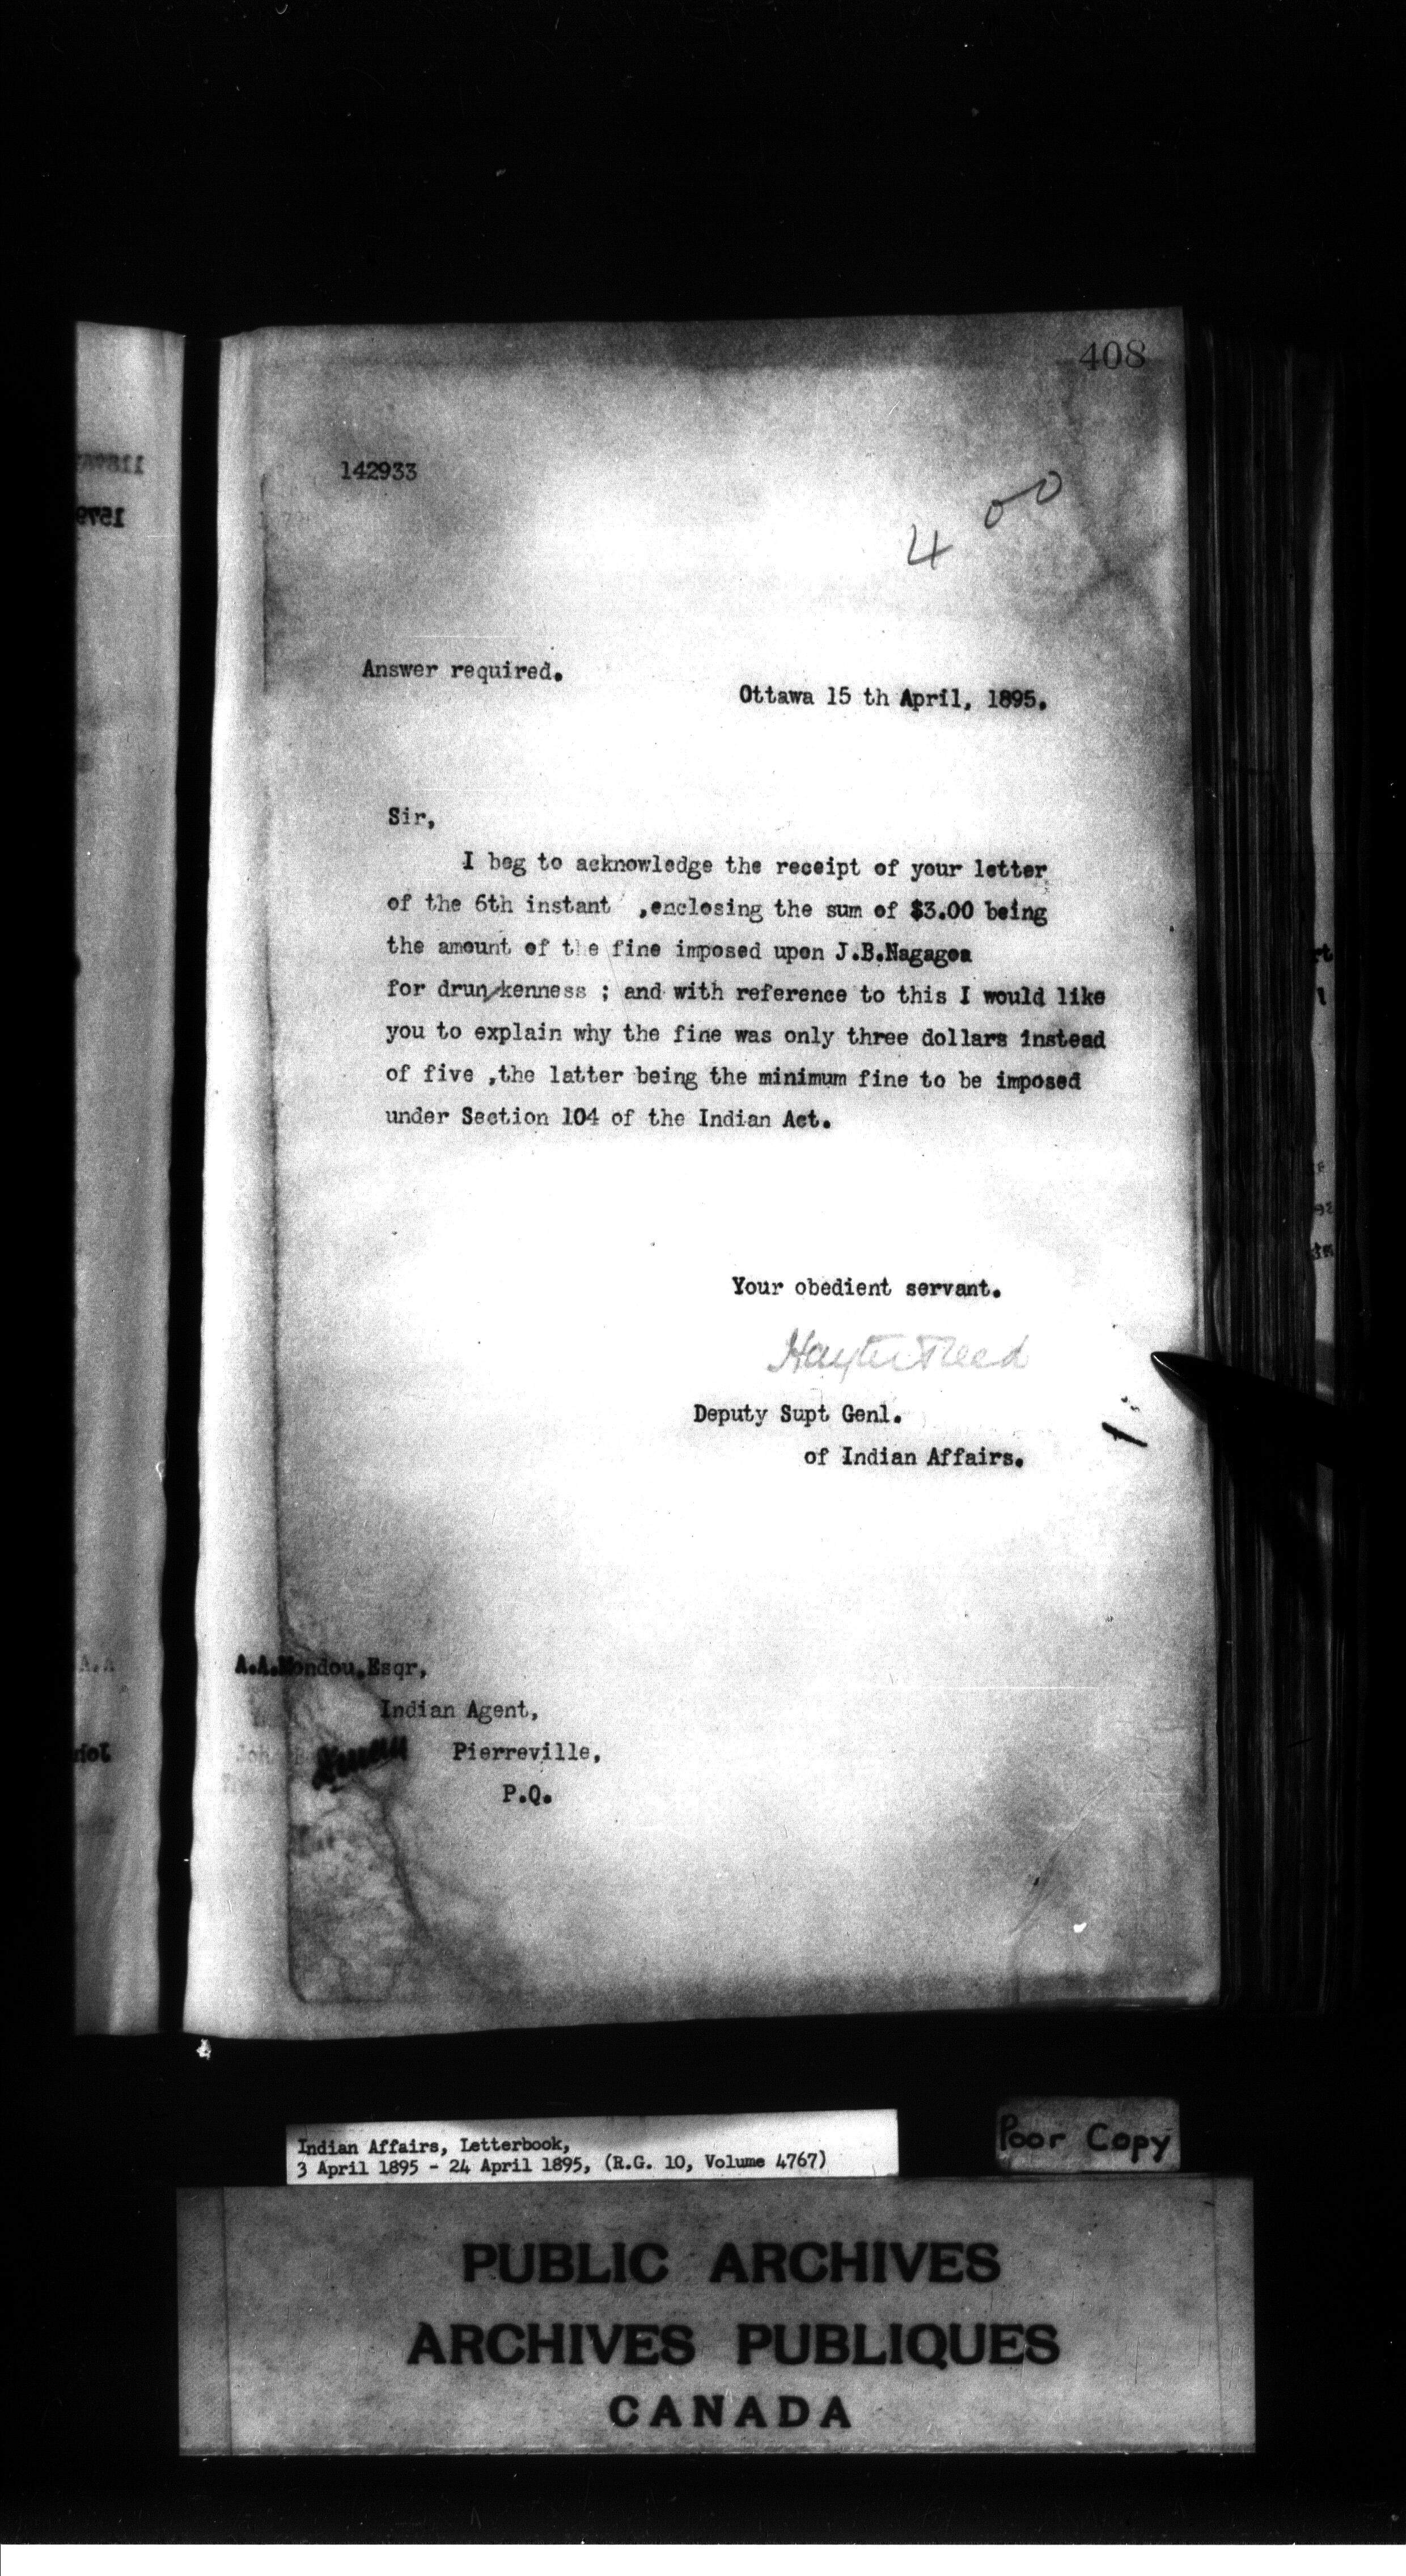 408
142933
4 00
Answer required.
Ottawa 15 th April, 1895.
Sir,
I beg to acknowledge the receipt of your letter
of the 6th instant ,enclosing the sum of $3.00 being
the amount of the fine imposed upon J.B.Nagagoa
for drun/kenness ; and with reference to this I would like
you to explain why the fine was only three dollars instead
of five ,the latter being the minimum fine to be imposed
under Section 104 of the Indian Act.
Your obedient servant.
Hayter Reed
Deputy Supt Genl.
of Indian Affairs.
A.A.Mondou,Esqr,
Indian Agent,
Pierreville,
P.Q.
Indian Affairs, Letterbook,
3 April 1895 - 24 April 1895, (R.G. 10, Volume 4767)
Poor Copy
PUBLIC ARCHIVES
ARCHIVES PUBLIQUES
CANADA